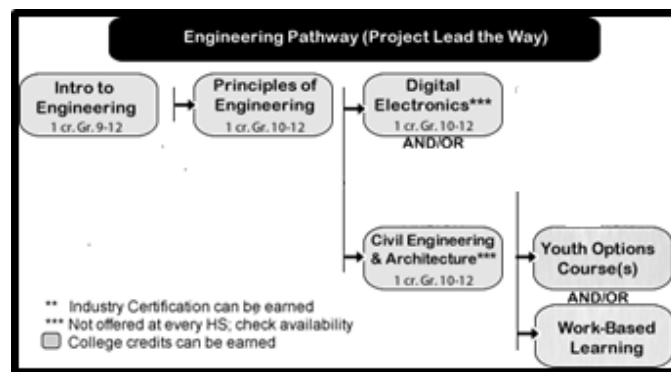 Engineering Pathway (Project Lead the Way)
Intro to
Engineering
1 cr. Gr. 9-12
Principles of
Engineering
1 cr. Gr. 10-12
Digital
Electronics***
1 cr. Gr. 10-12
AND/OR
Civil Engineering
& Architecture***
1 cr. Gr. 10-12
Youth Options
Course(s)
AND/OR
Work-Based
Learning
** Industry Certification can be earned
*** Not offered at every HS; check availability
College credits can be earned